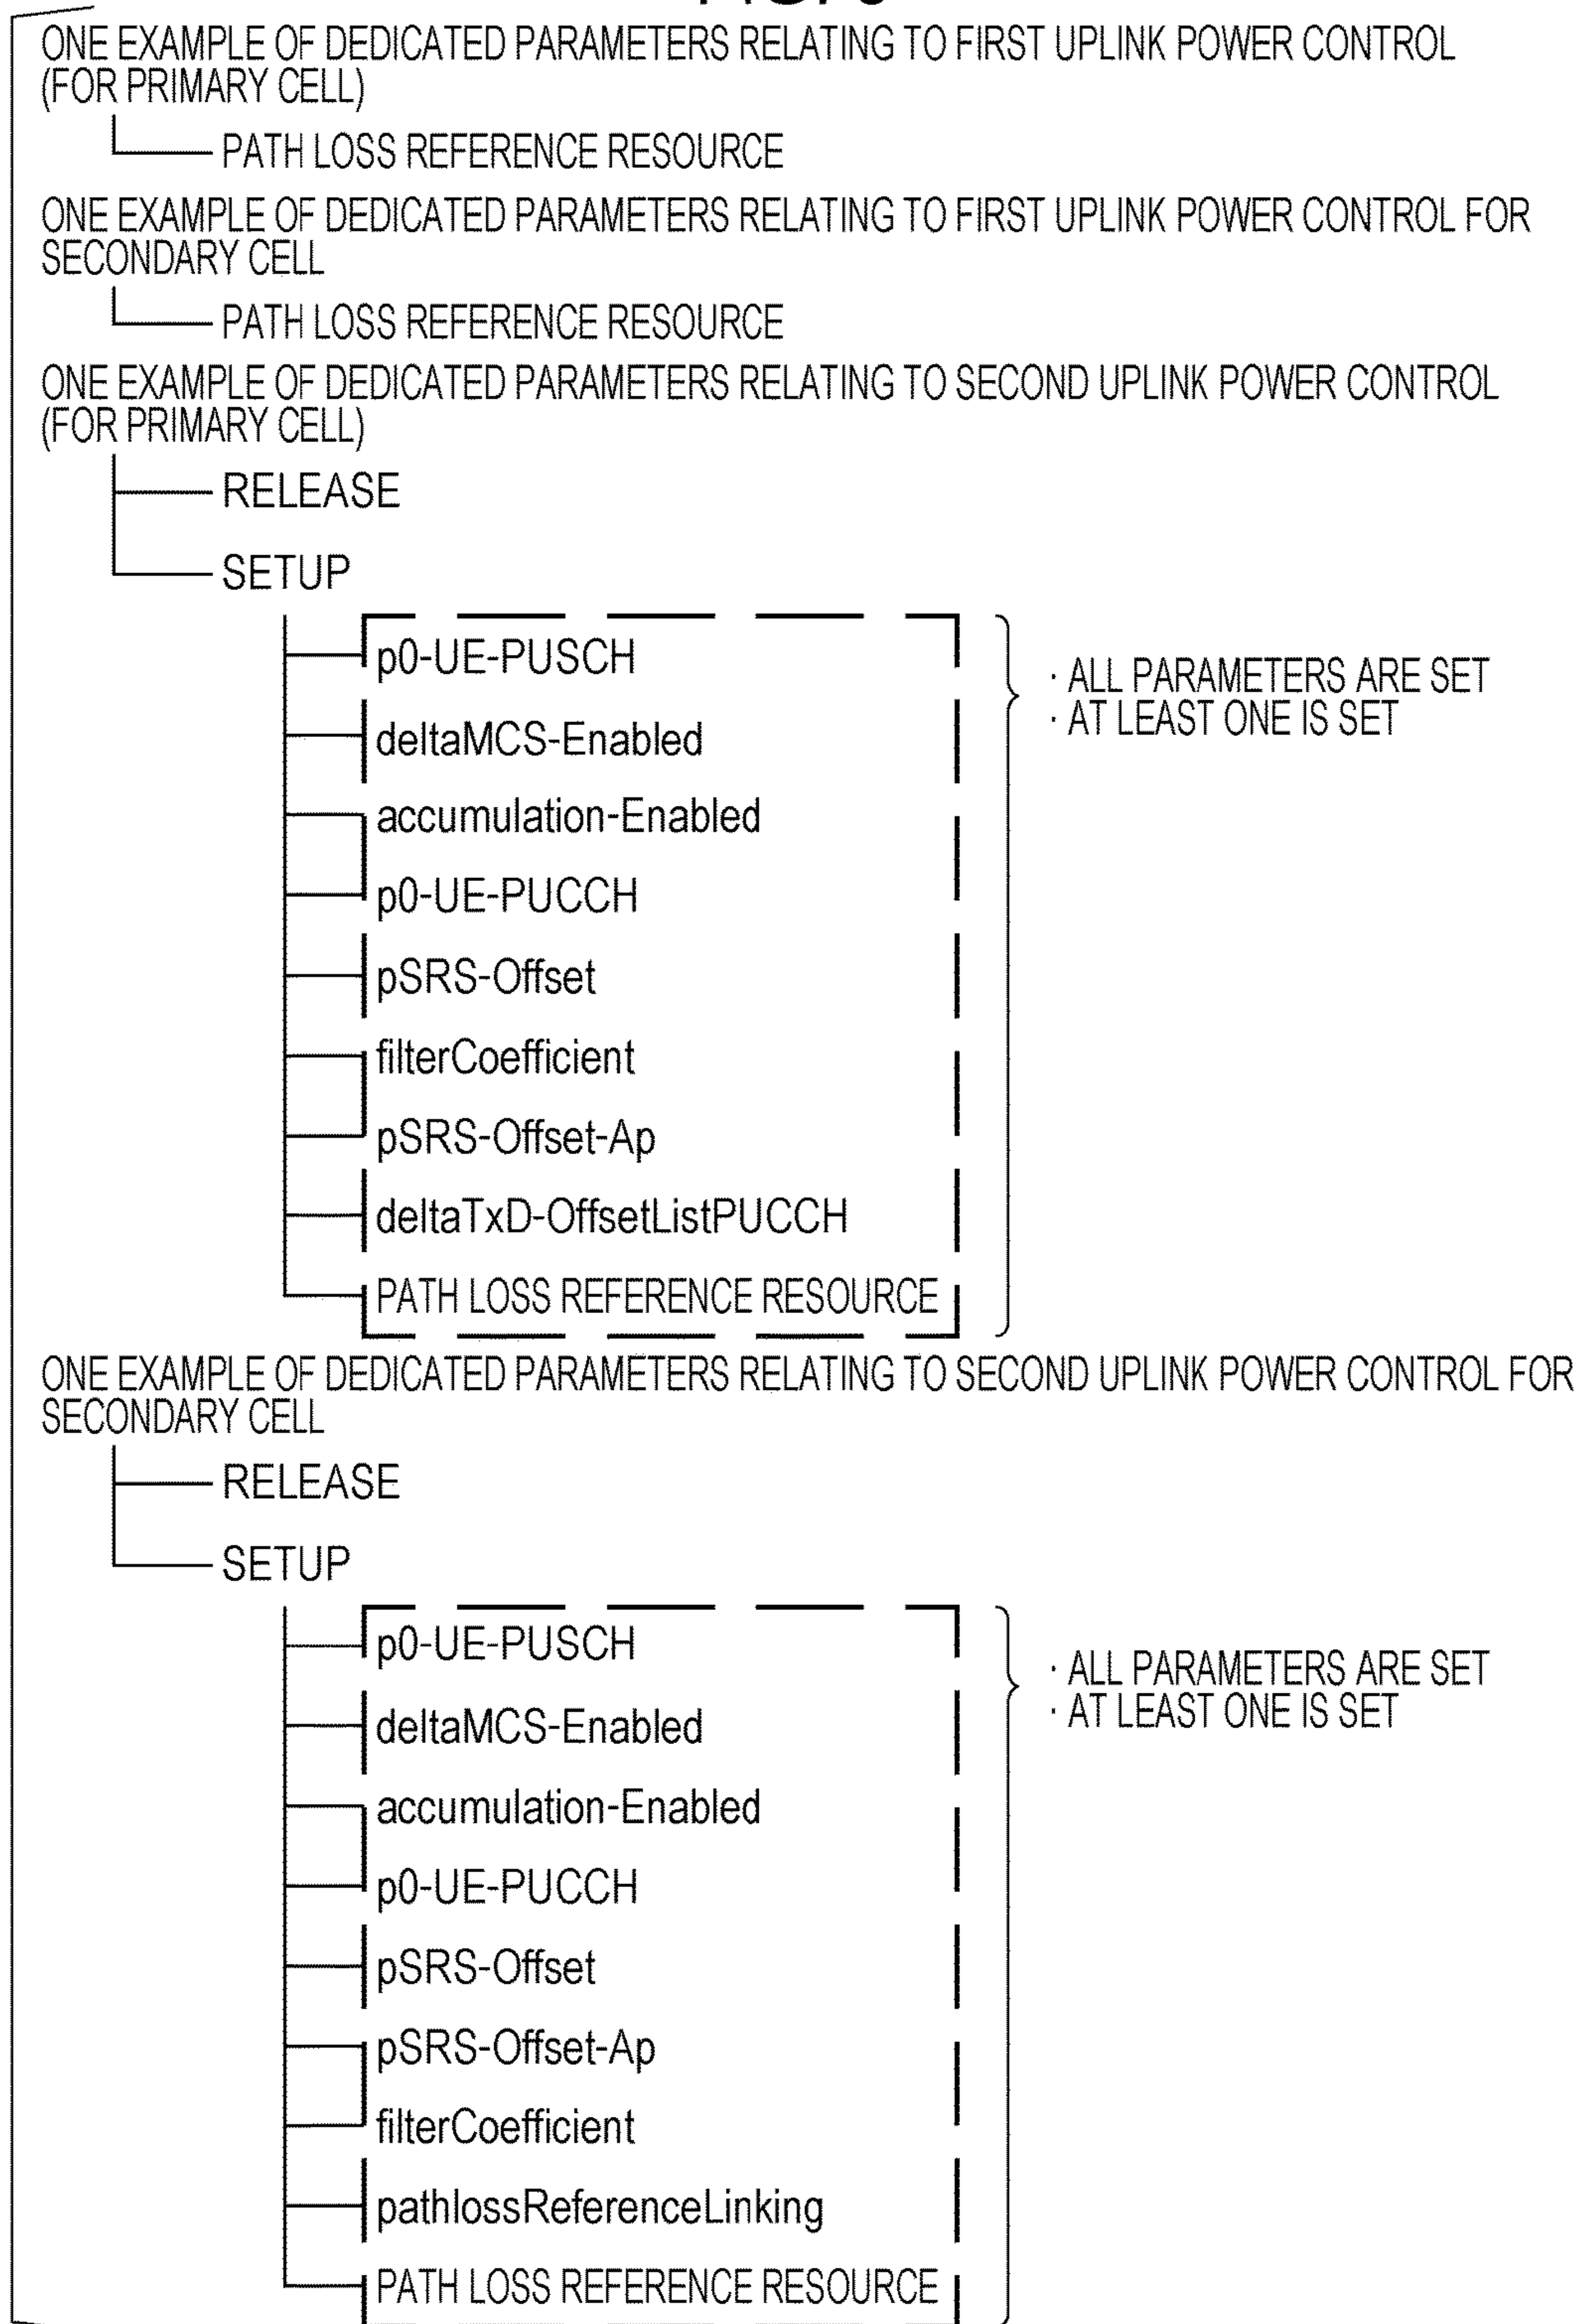 ONE EXAMPLE OF DEDICATED PARAMETERS RELATING TO FIRST UPLINK POWER CONTROL
(FOR PRIMARY CELL)
PATH LOSS REFERENCE RESOURCE
ONE EXAMPLE OF DEDICATED PARAMETERS RELATING TO FIRST UPLINK POWER CONTROL FOR
SECONDARY CELL
PATH LOSS REFERENCE RESOURCE
ONE EXAMPLE OF DEDICATED PARAMETERS RELATING TO SECOND UPLINK POWER CONTROL
(FOR PRIMARY CELL)
RELEASE
SETUP
p0-UE-PUSCH
· ALL PARAMETERS ARE SET
· AT LEAST ONE IS SET
deltaMCS-Enabled
accumulation-Enabled
p0-UE-PUCCH
pSRS-Offset
filterCoefficient
pSRS-Offset-Ap
deltaTxD-OffsetListPUCCH
PATH LOSS REFERENCE RESOURCE
ONE EXAMPLE OF DEDICATED PARAMETERS RELATING TO SECOND UPLINK POWER CONTROL FOR
SECONDARY CELL
RELEASE
SETUP
p0-UE-PUSCH
· ALL PARAMETERS ARE SET
· AT LEAST ONE IS SET
deltaMCS-Enabled
accumulation-Enabled
p0-UE-PUCCH
pSRS-Offset
pSRS-Offset-Ap
filterCoefficient
pathlossReferenceLinking
PATH LOSS REFERENCE RESOURCE